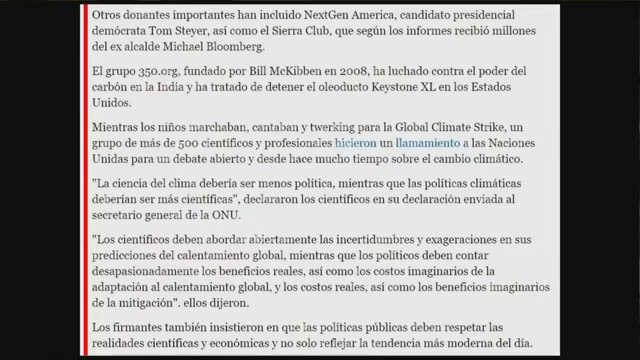 Otros donantes importantes han incluido NextGen America, candidato presidencial
demócrata Tom Steyer, así como el Sierra Club, que según los informes recibió millones
del ex alcalde Michael Bloomberg.
El grupo 350.org, fundado por Bill McKibben en 2008, ha luchado contra el poder del
carbón en la India y ha tratado de detener el oleoducto Keystone XL en los Estados
Unidos.
Mientras los niños marchaban, cantaban y twerking para la Global Climate Strike, un
grupo de más de 500 científicos y profesionales hicieron un llamamiento a las Naciones
Unidas para un debate abierto y desde hace mucho tiempo sobre el cambio climático.
"La ciencia del clima debería ser menos política, mientras que las políticas climáticas
deberían ser más científicas", declararon los científicos en su declaración enviada al
secretario general de la ONU.
"Los científicos deben abordar abiertamente las incertidumbres y exageraciones en sus
predicciones del calentamiento global, mientras que los políticos deben contar
desapasionadamente los beneficios reales, así como los costos imaginarios de la
adaptación al calentamiento global, y los costos reales, así como los beneficios imaginarios
de la mitigación". ellos dijeron.
Los firmantes también insistieron en que las políticas públicas deben respetar las
realidades científicas y económicas y no solo reflejar la tendencia más moderna del día.